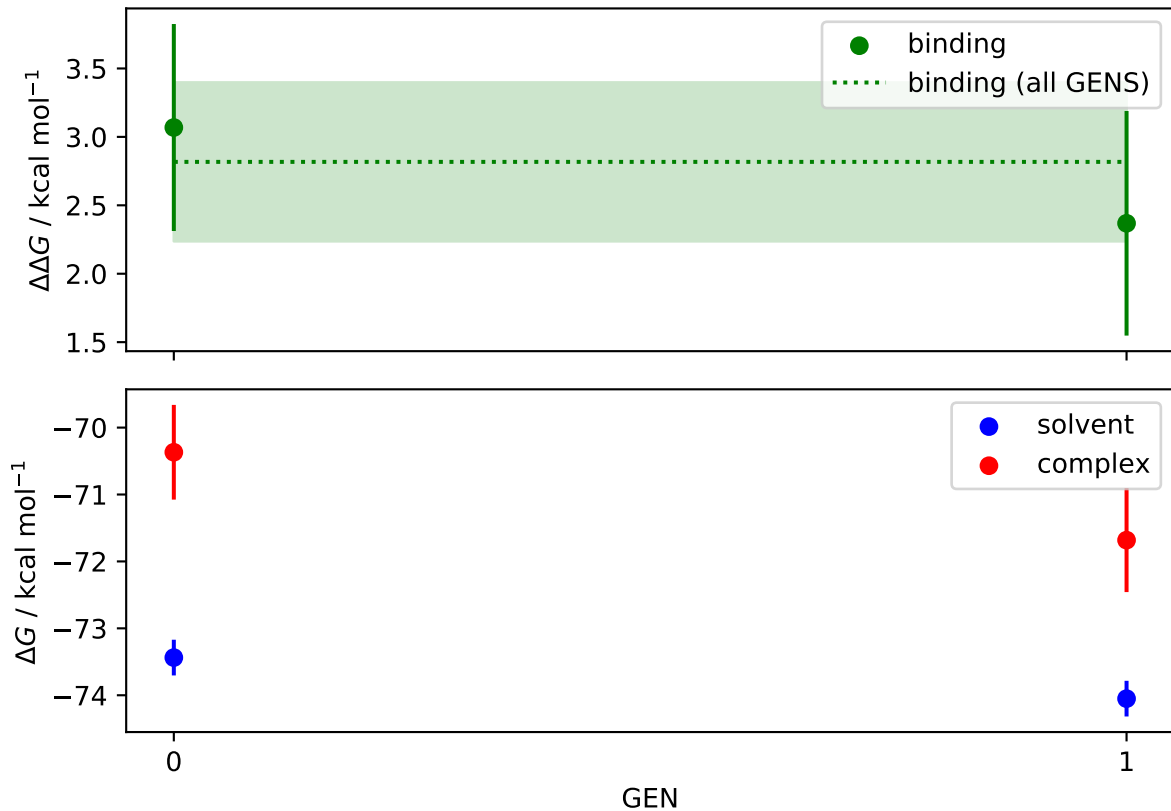 binding
binding (all GENS)
3.5
3.0
2.5
2.0
1.5
ΔΔG / kcal mol⁻¹
solvent
complex
−70
−71
−72
−73
−74
ΔG / kcal mol⁻¹
0
1
GEN